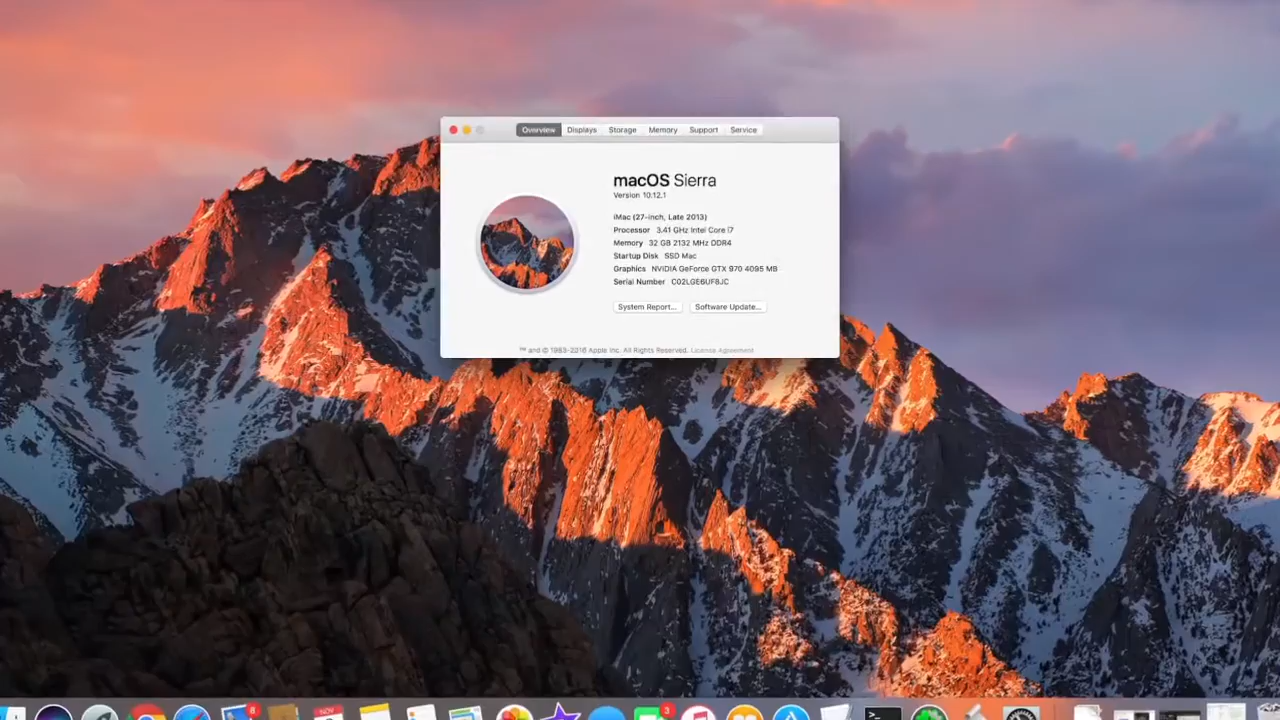 Overview Displays Storage Memory Support Service
macOS Sierra
Version 10.12.1
iMac (27-inch, Late 2013)
Processor 3.41 GHz Intel Core i7
Memory 32 GB 2132 MHz DDR4
Startup Disk SSD Mac
Graphics NVIDIA GeForce GTX 970 4095 MB
Serial Number C02LGE6UF8JC
System Report... Software Update...
™ and © 1983-2016 Apple Inc. All Rights Reserved. License Agreement
8 NOV 3